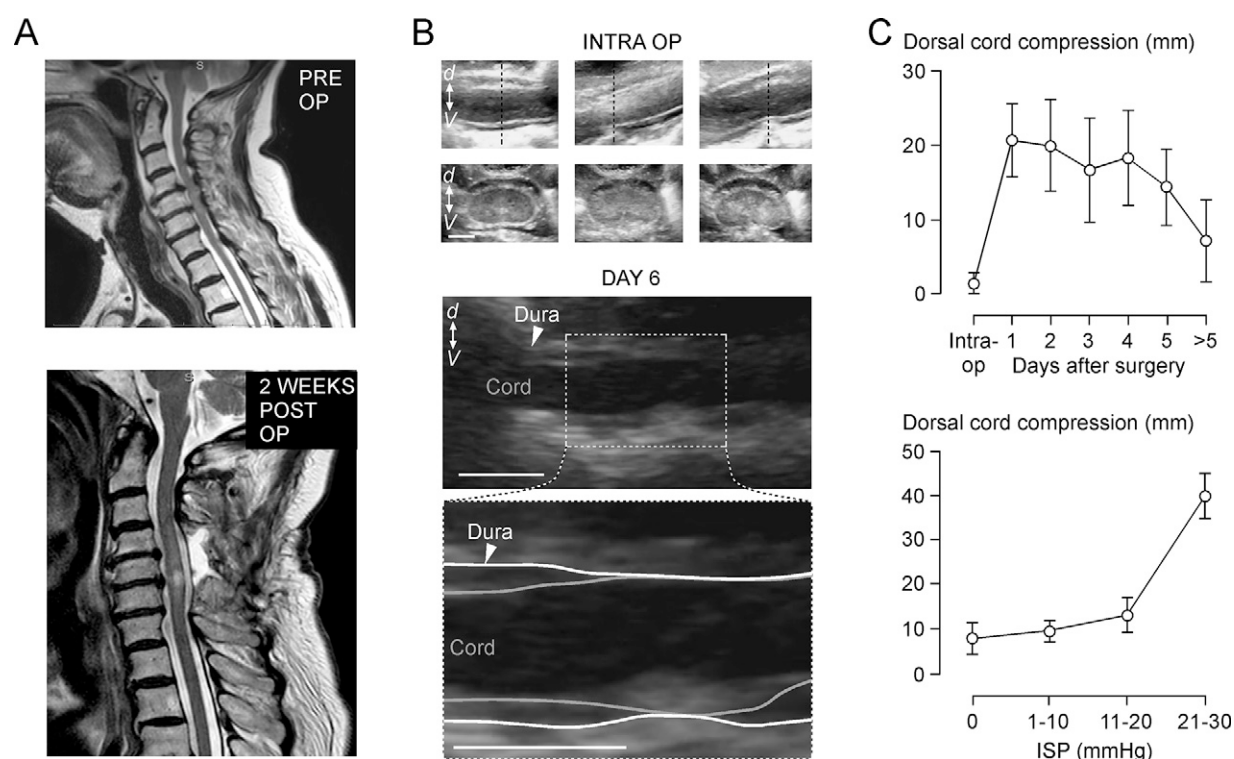 A
S
PRE
OP
S
2 WEEKS
POST
OP
B
INTRA OP
d
V
d
V
DAY 6
d
V
Dura
Cord
Dura
Cord
C
Dorsal cord compression (mm)
30
20
10
0
Intra-
op
1
2
3
4
5
>5
Days after surgery
Dorsal cord compression (mm)
50
40
30
20
10
0
0
1-10
11-20
21-30
ISP (mmHg)